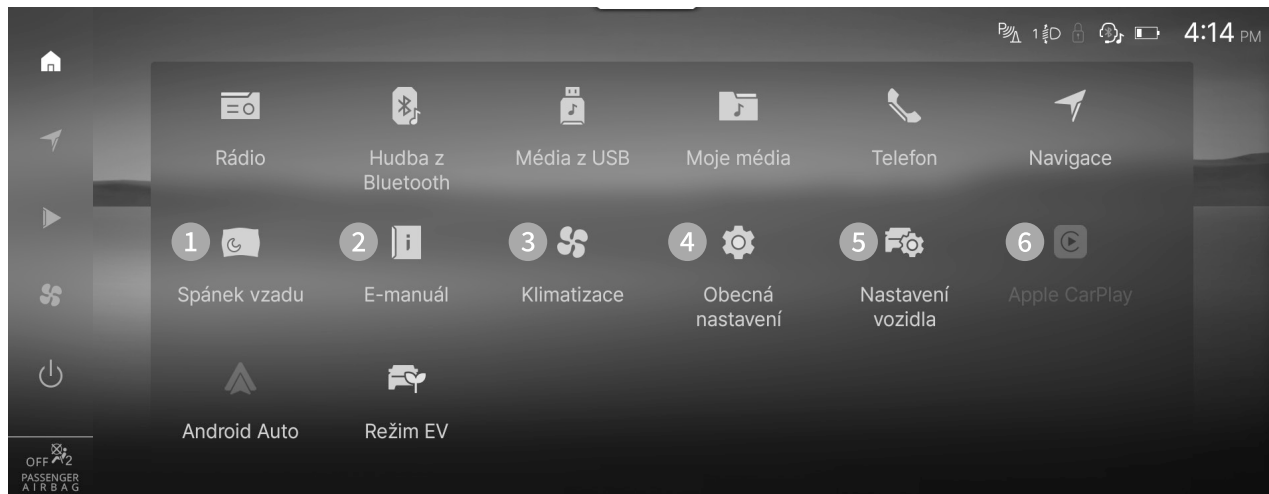 4:14 PM
Rádio
Hudba z
Bluetooth
Média z USB
Moje média
Telefon
Navigace
1
2
3
4
5
6
Spánek vzadu
E-manuál
Klimatizace
Obecná
nastavení
Nastavení
vozidla
Apple CarPlay
Android Auto
Režim EV
OFF 2
PASSENGER
AIRBAG